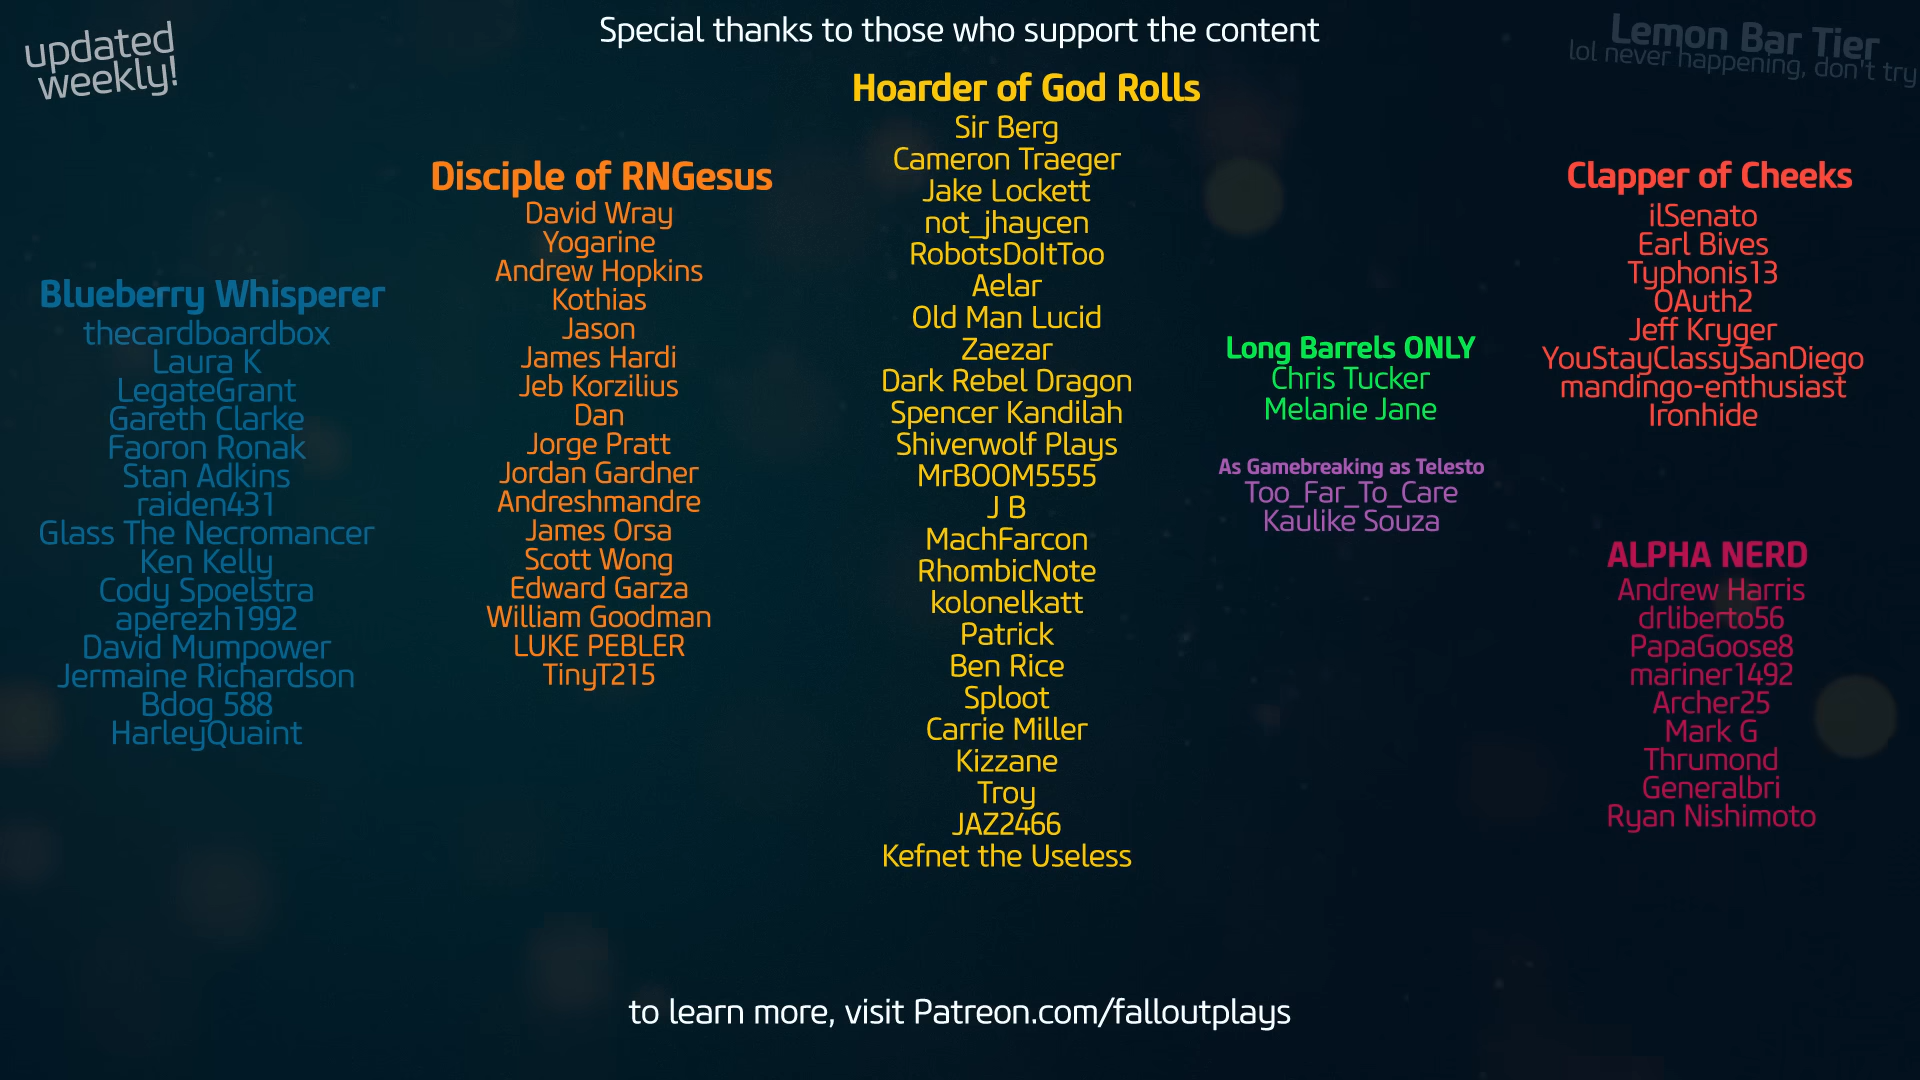 updated
weekly!
Special thanks to those who support the content
Lemon Bar Tier
lol never happening, don't try
Blueberry Whisperer
thecardboardbox
Laura K
LegateGrant
Gareth Clarke
Faoron Ronak
Stan Adkins
raiden431
Glass The Necromancer
Ken Kelly
Cody Spoelstra
aperezh1992
David Mumpower
Jermaine Richardson
Bdog 588
HarleyQuaint
Disciple of RNGesus
David Wray
Yogarine
Andrew Hopkins
Kothias
Jason
James Hardi
Jeb Korzilius
Dan
Jorge Pratt
Jordan Gardner
Andreshmandre
James Orsa
Scott Wong
Edward Garza
William Goodman
LUKE PEBLER
TinyT215
Hoarder of God Rolls
Sir Berg
Cameron Traeger
Jake Lockett
not_jhaycen
RobotsDoItToo
Aelar
Old Man Lucid
Zaezar
Dark Rebel Dragon
Spencer Kandilah
Shiverwolf Plays
MrBOOM5555
J B
MachFarcon
RhombicNote
kolonelkatt
Patrick
Ben Rice
Sploot
Carrie Miller
Kizzane
Troy
JAZ2466
Kefnet the Useless
Long Barrels ONLY
Chris Tucker
Melanie Jane
As Gamebreaking as Telesto
Too_Far_To_Care
Kaulike Souza
Clapper of Cheeks
ilSenato
Earl Bives
Typhonis13
OAuth2
Jeff Kryger
YouStayClassySanDiego
mandingo-enthusiast
Ironhide
ALPHA NERD
Andrew Harris
drliberto56
PapaGoose8
mariner1492
Archer25
Mark G
Thrumond
Generalbri
Ryan Nishimoto
to learn more, visit Patreon.com/falloutplays